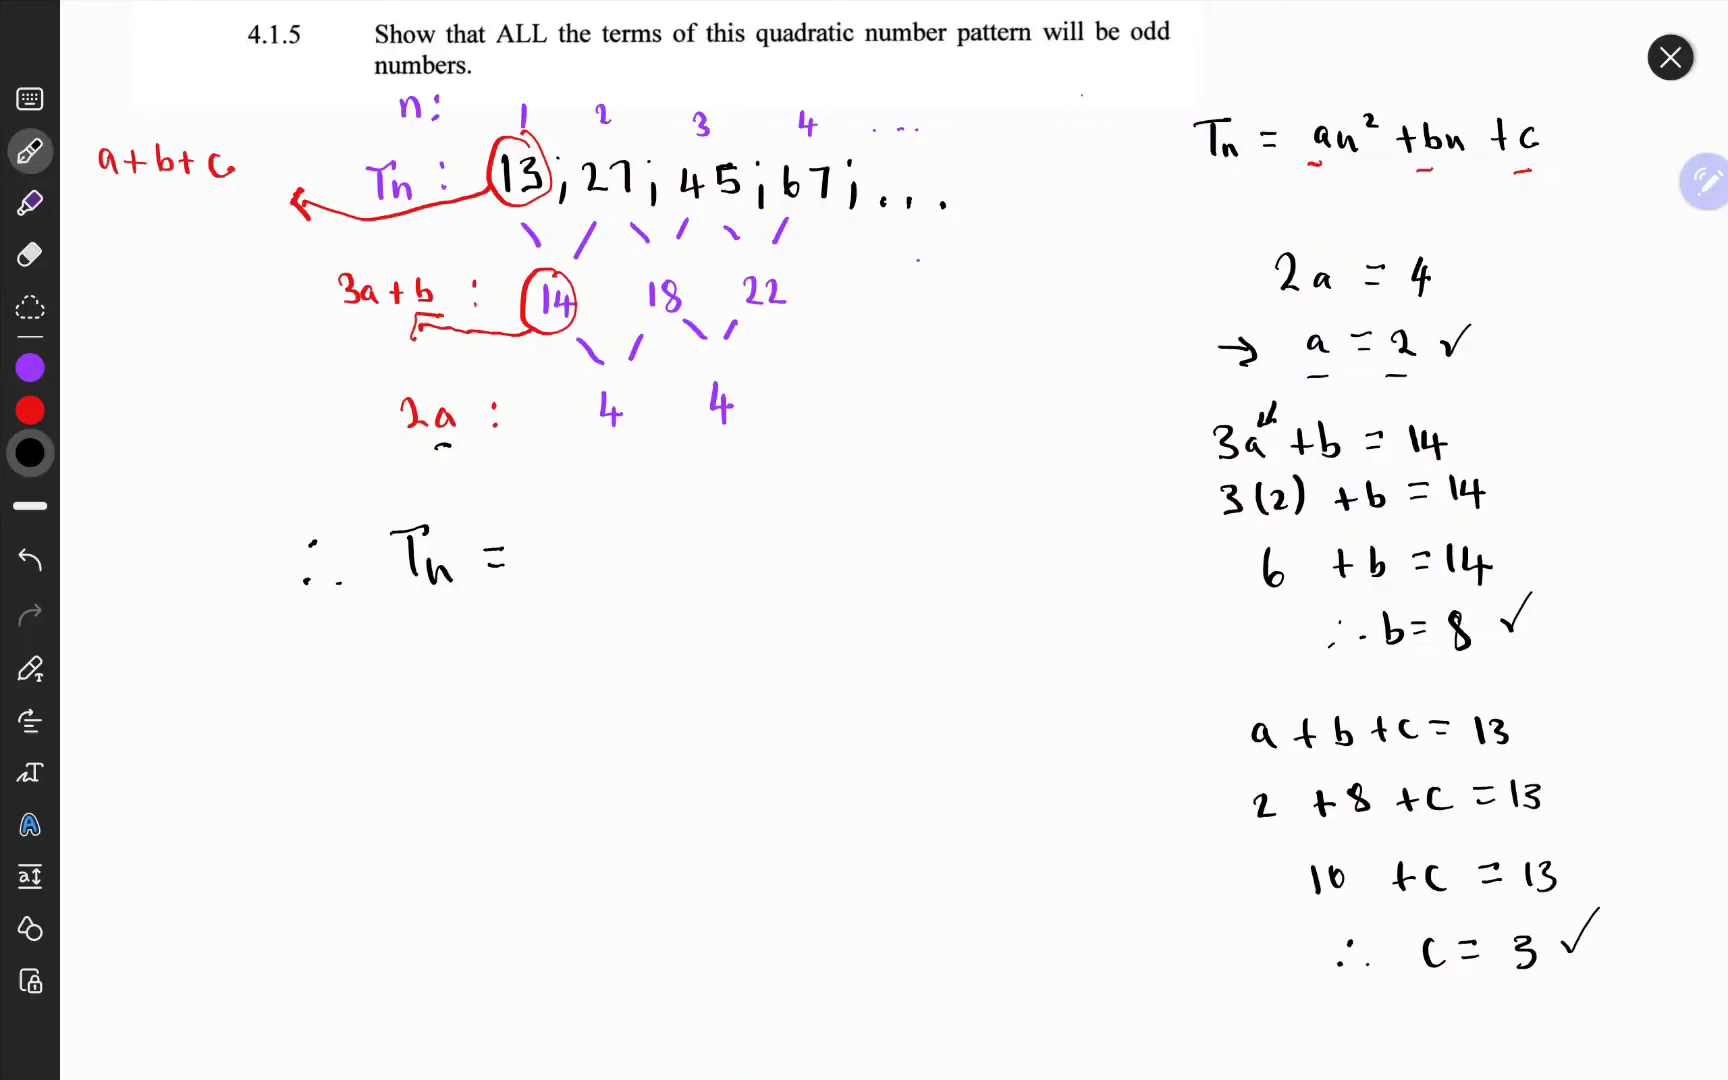 4.1.5 Show that ALL the terms of this quadratic number pattern will be odd
numbers.
n: 1 2 3 4 ...
a+b+c Tn : 13 ; 27 ; 45 ; 67 ; ...
3a+b : 14 18 22
2a : 4 4
∴ Tn =
Tn = an² + bn + c
2a = 4
→ a = 2 ✓
3a + b = 14
3(2) + b = 14
6 + b = 14
∴ b = 8 ✓
a + b + c = 13
2 + 8 + c = 13
10 + c = 13
∴ c = 3 ✓